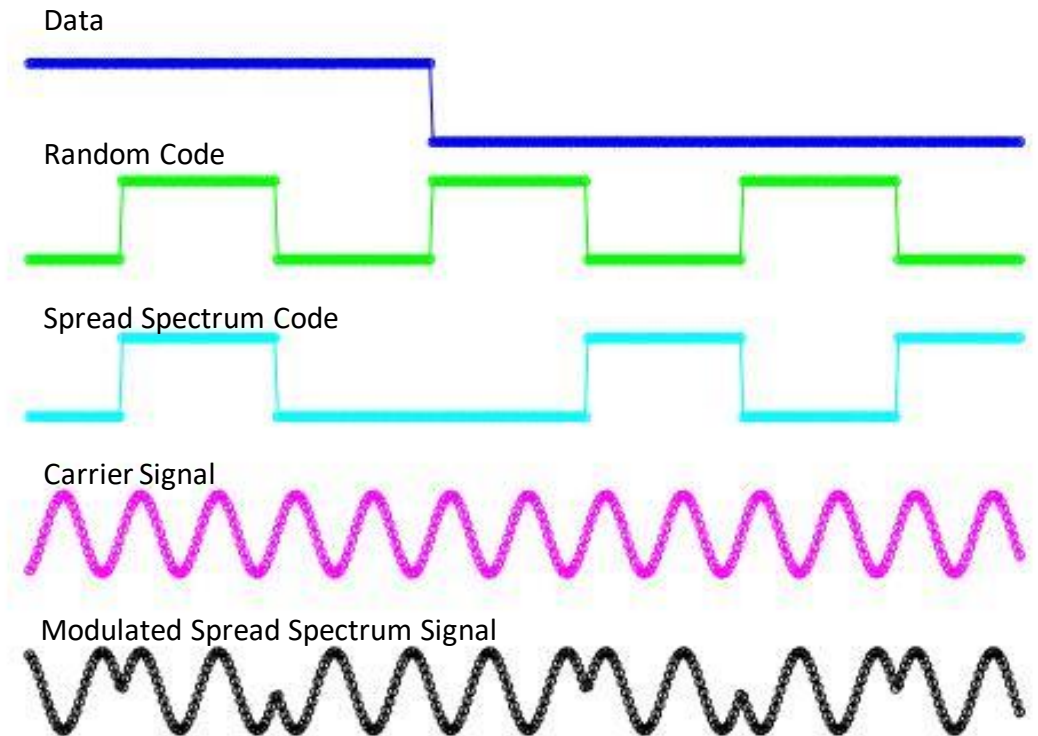 Data
Random Code
Spread Spectrum Code
Carrier Signal
Modulated Spread Spectrum Signal